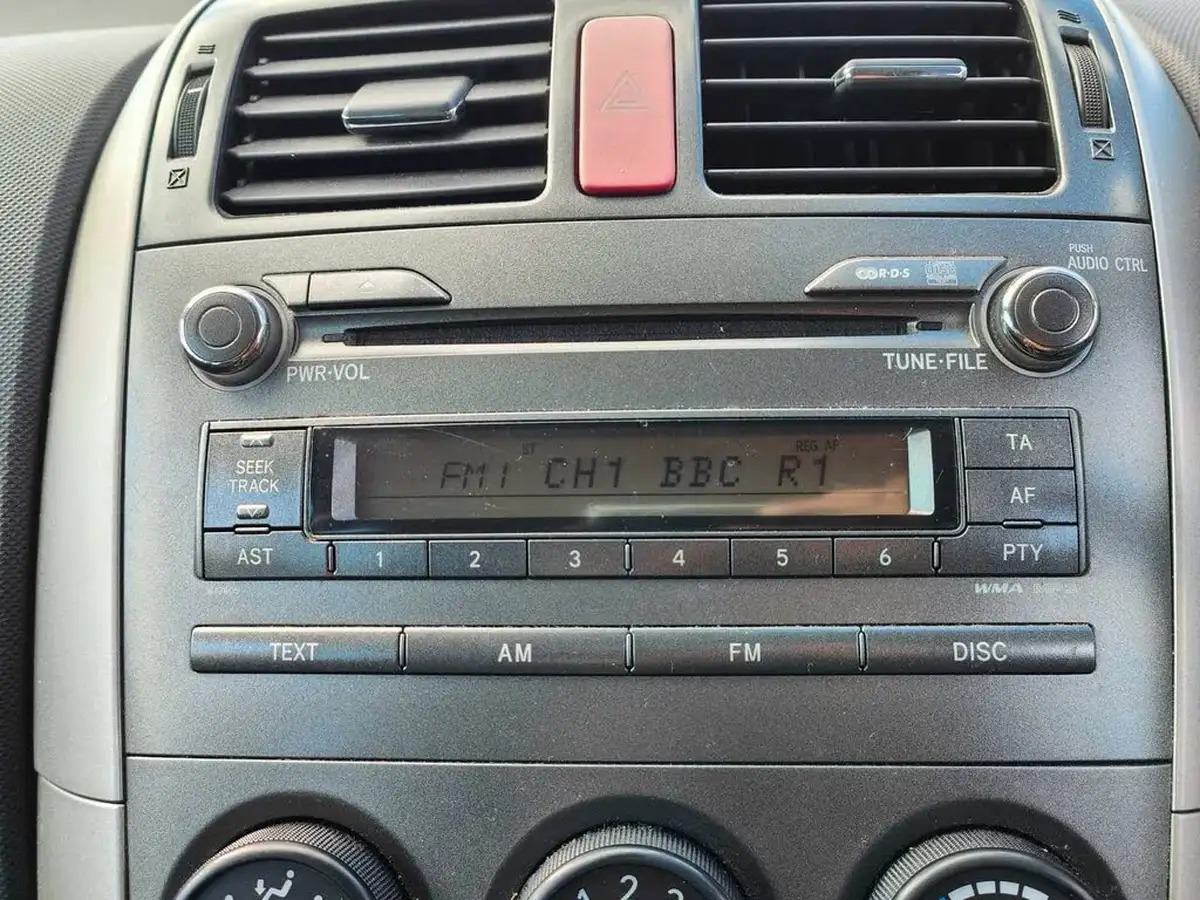 R·D·S
PUSH
AUDIO CTRL
PWR·VOL
TUNE·FILE
ST
REG AF
FM1 CH1 BBC R1
SEEK
TRACK
TA
AF
AST
1
2
3
4
5
6
PTY
WMA
TEXT
AM
FM
DISC
2